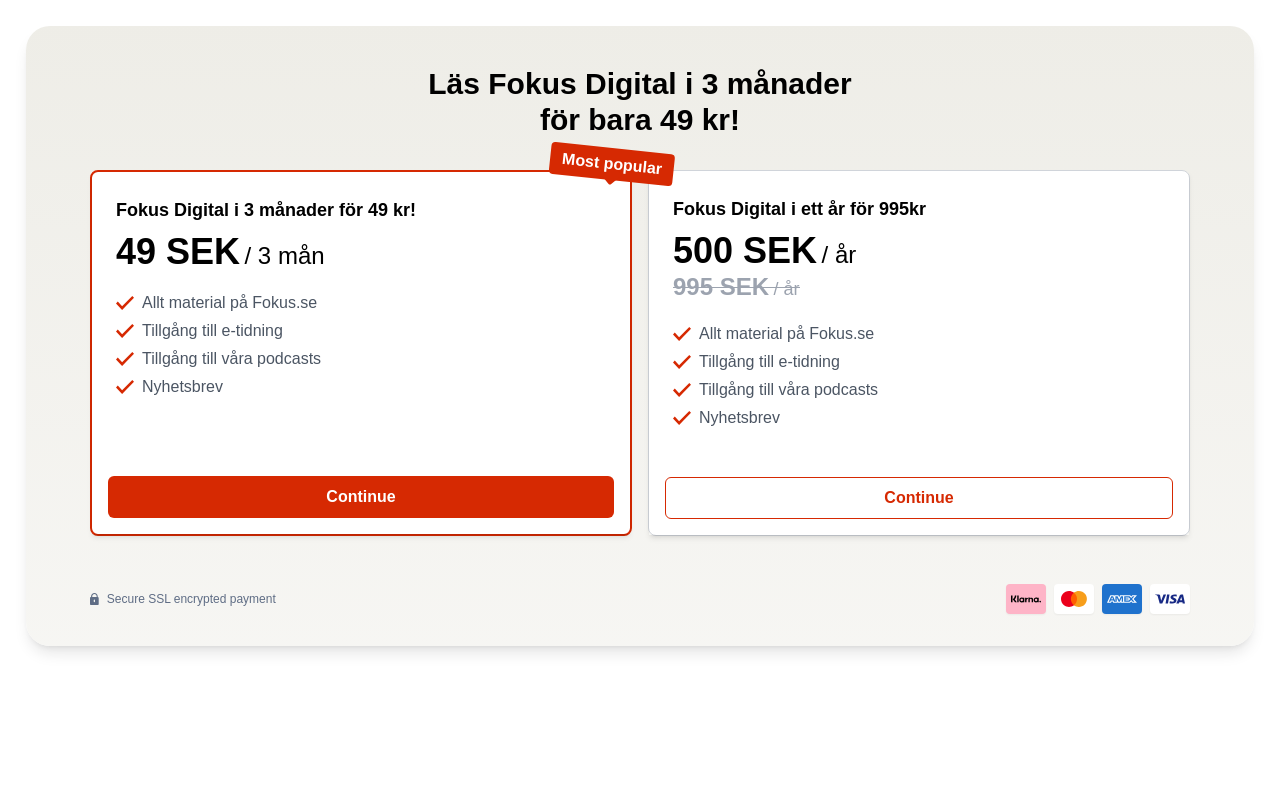 Läs Fokus Digital i 3 månader
för bara 49 kr!
Most popular
Fokus Digital i 3 månader för 49 kr!
49 SEK / 3 mån
Allt material på Fokus.se
Tillgång till e-tidning
Tillgång till våra podcasts
Nyhetsbrev
Continue
Fokus Digital i ett år för 995kr
500 SEK / år
995 SEK / år
Allt material på Fokus.se
Tillgång till e-tidning
Tillgång till våra podcasts
Nyhetsbrev
Continue
Secure SSL encrypted payment
Klarna. AMEX VISA